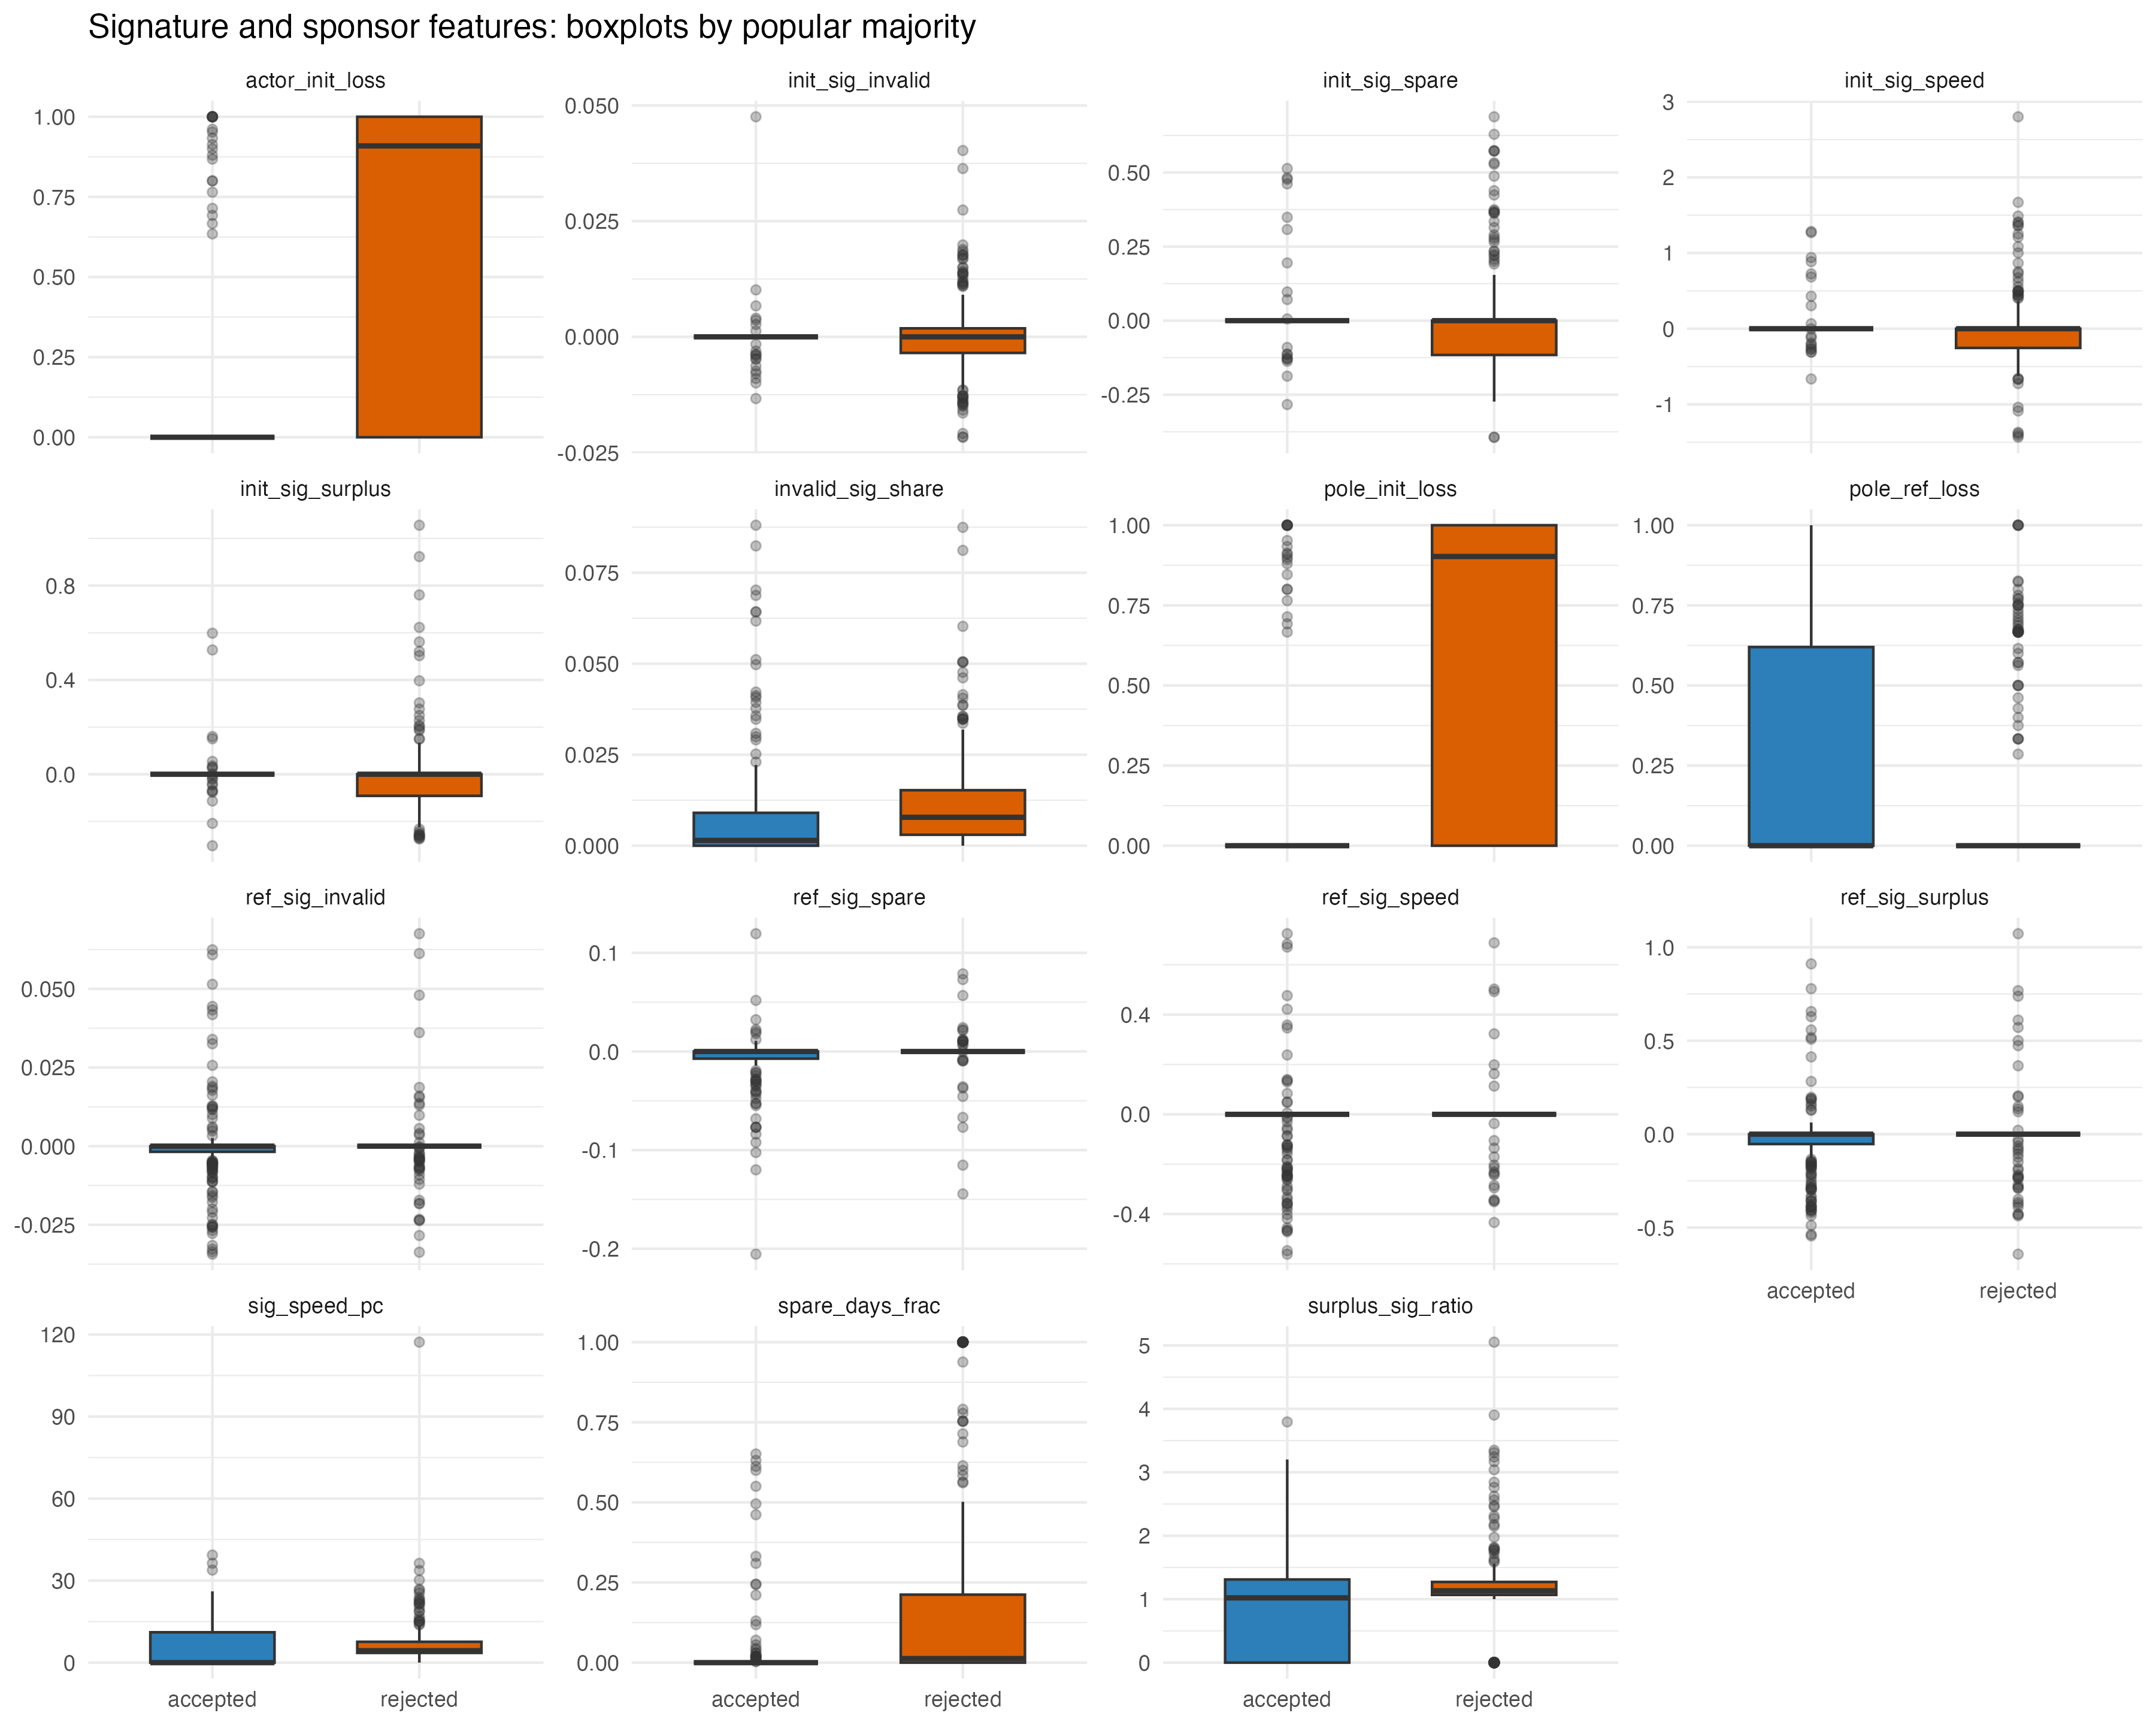 Signature and sponsor features: boxplots by popular majority
actor_init_loss
init_sig_invalid
init_sig_spare
init_sig_speed
1.00
0.75
0.50
0.25
0.00
0.050
0.025
0.000
-0.025
0.50
0.25
0.00
-0.25
3
2
1
0
-1
init_sig_surplus
invalid_sig_share
pole_init_loss
pole_ref_loss
0.8
0.4
0.0
0.075
0.050
0.025
0.000
1.00
0.75
0.50
0.25
0.00
1.00
0.75
0.50
0.25
0.00
ref_sig_invalid
ref_sig_spare
ref_sig_speed
ref_sig_surplus
0.050
0.025
0.000
-0.025
0.1
0.0
-0.1
-0.2
0.4
0.0
-0.4
1.0
0.5
0.0
-0.5
accepted
rejected
sig_speed_pc
spare_days_frac
surplus_sig_ratio
120
90
60
30
0
1.00
0.75
0.50
0.25
0.00
5
4
3
2
1
0
accepted
rejected
accepted
rejected
accepted
rejected